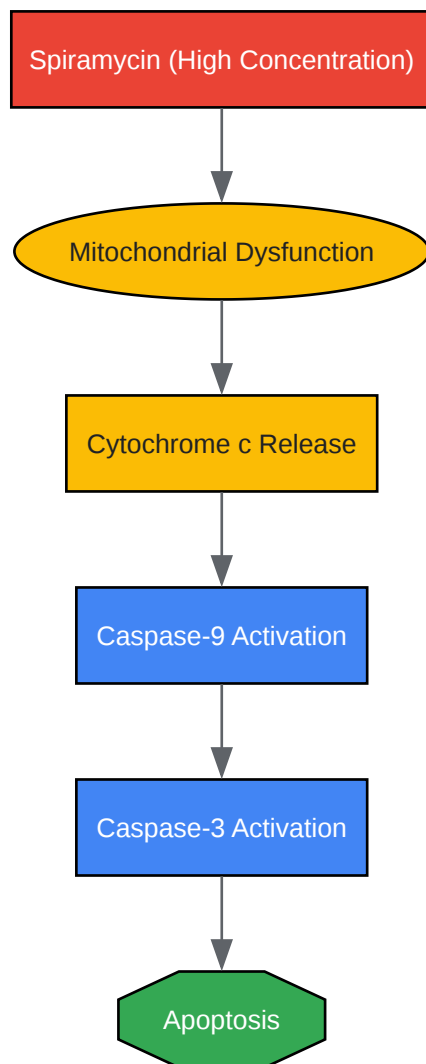 Spiramycin (High Concentration)
Mitochondrial Dysfunction
Cytochrome c Release
Caspase-9 Activation
Caspase-3 Activation
Apoptosis